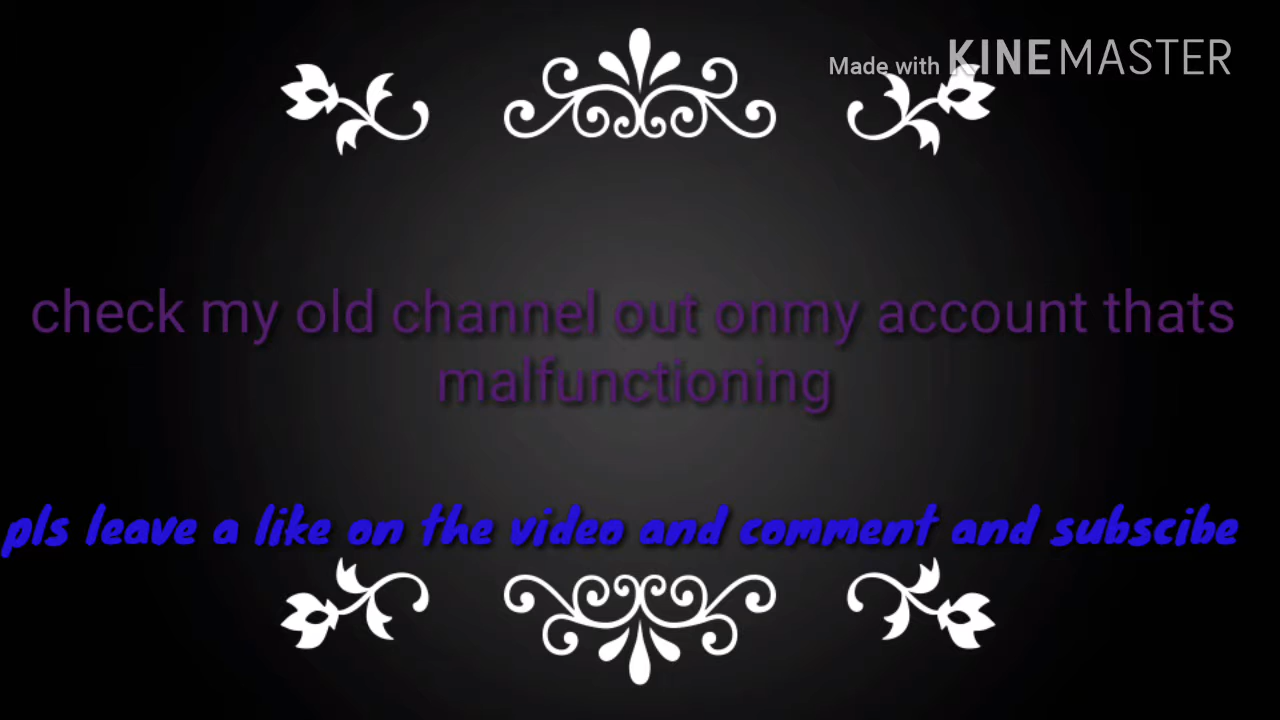 Made with KINEMASTER
check my old channel out onmy account thats
malfunctioning
pls leave a like on the video and comment and subscibe